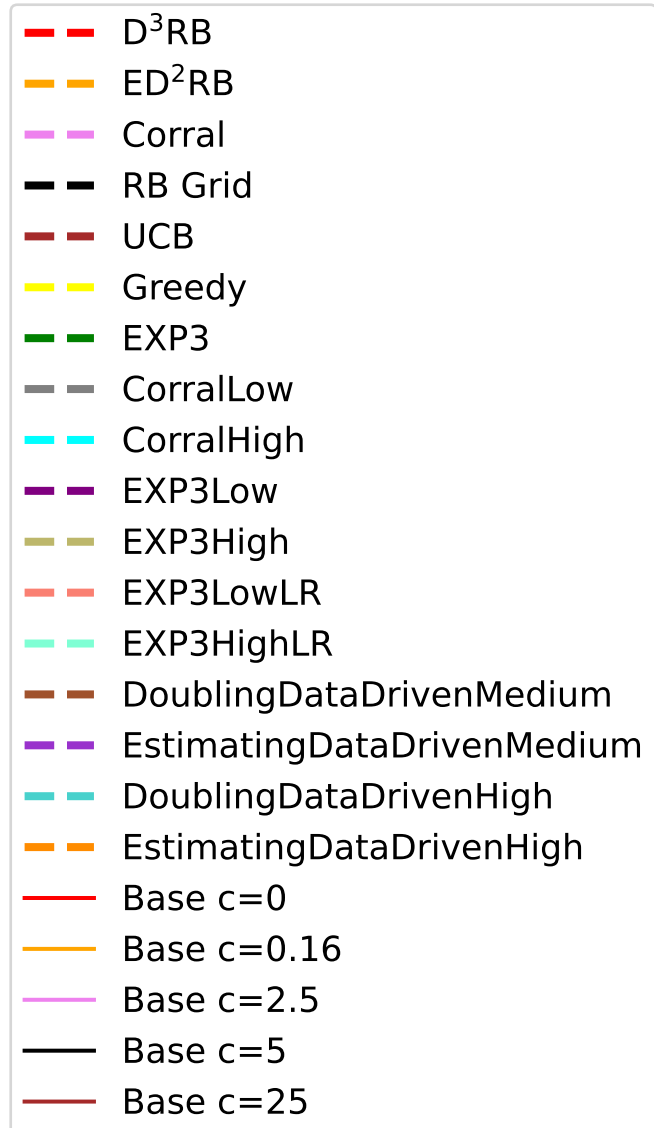 D³RB
ED²RB
Corral
RB Grid
UCB
Greedy
EXP3
CorralLow
CorralHigh
EXP3Low
EXP3High
EXP3LowLR
EXP3HighLR
DoublingDataDrivenMedium
EstimatingDataDrivenMedium
DoublingDataDrivenHigh
EstimatingDataDrivenHigh
Base c=0
Base c=0.16
Base c=2.5
Base c=5
Base c=25